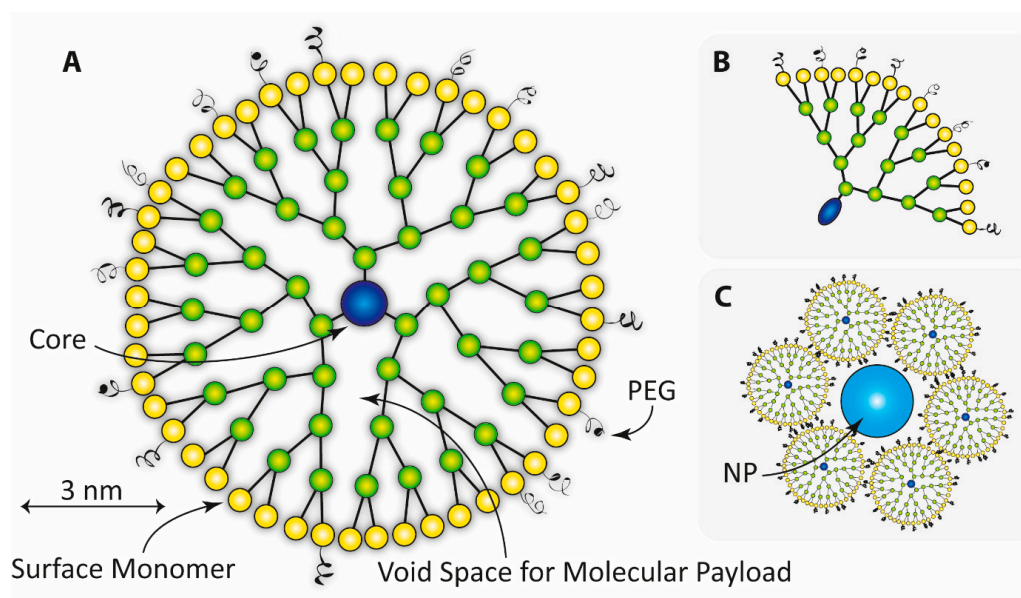 A
B
C
Core
PEG
NP
3 nm
Surface Monomer
Void Space for Molecular Payload